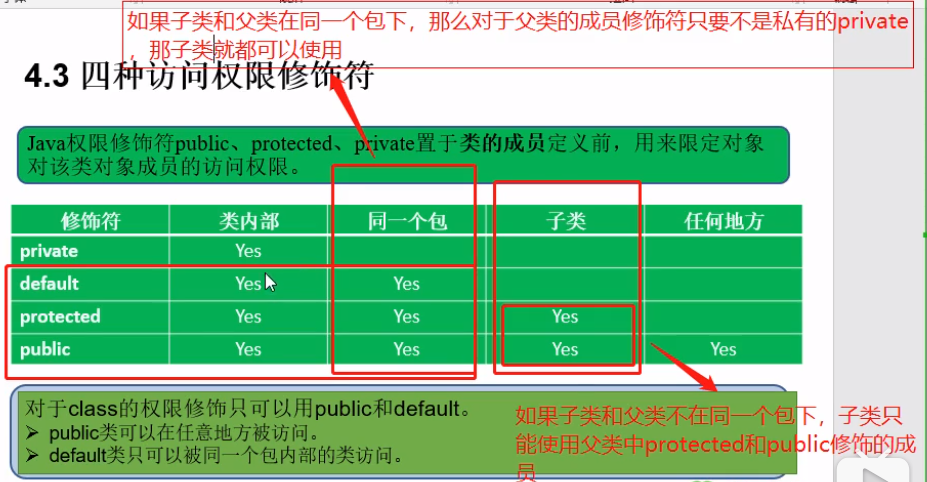 如果子类和父类在同一个包下，那么对于父类的成员修饰符只要不是私有的private
，那子类就都可以使用
4.3 四种访问权限修饰符
Java权限修饰符public、protected、private置于类的成员定义前，用来限定对象
对该类对象成员的访问权限。
修饰符 类内部 同一个包 子类 任何地方
private Yes
default Yes Yes
protected Yes Yes Yes
public Yes Yes Yes Yes
对于class的权限修饰只可以用public和default。
➢ public类可以在任意地方被访问。
➢ default类只可以被同一个包内部的类访问。
如果子类和父类不在同一个包下，子类只
能使用父类中protected和public修饰的成
员